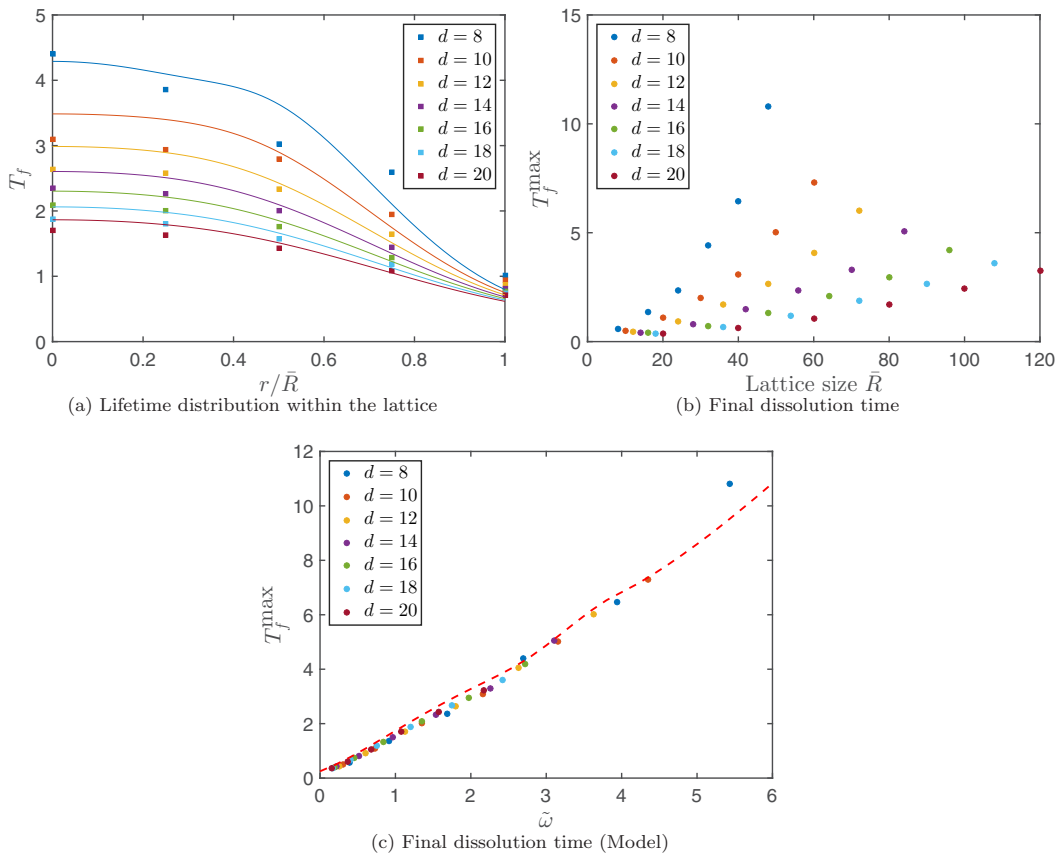 5
4
3
2
1
0
T_f
0
0.2
0.4
0.6
0.8
1
r/R̄
d = 8
d = 10
d = 12
d = 14
d = 16
d = 18
d = 20
(a) Lifetime distribution within the lattice
15
10
5
0
T_f^max
0
20
40
60
80
100
120
Lattice size R̄
d = 8
d = 10
d = 12
d = 14
d = 16
d = 18
d = 20
(b) Final dissolution time
12
10
8
6
4
2
0
T_f^max
0
1
2
3
4
5
6
ω̃
d = 8
d = 10
d = 12
d = 14
d = 16
d = 18
d = 20
(c) Final dissolution time (Model)